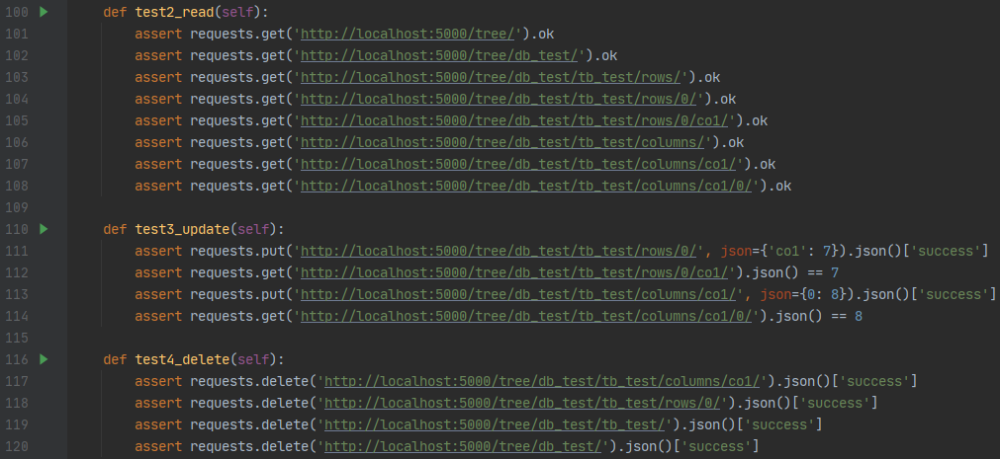 100 def test2_read(self):
101 assert requests.get('http://localhost:5000/tree/').ok
102 assert requests.get('http://localhost:5000/tree/db_test/').ok
103 assert requests.get('http://localhost:5000/tree/db_test/tb_test/rows/').ok
104 assert requests.get('http://localhost:5000/tree/db_test/tb_test/rows/0/').ok
105 assert requests.get('http://localhost:5000/tree/db_test/tb_test/rows/0/co1/').ok
106 assert requests.get('http://localhost:5000/tree/db_test/tb_test/columns/').ok
107 assert requests.get('http://localhost:5000/tree/db_test/tb_test/columns/co1/').ok
108 assert requests.get('http://localhost:5000/tree/db_test/tb_test/columns/co1/0/').ok
109
110 def test3_update(self):
111 assert requests.put('http://localhost:5000/tree/db_test/tb_test/rows/0/', json={'co1': 7}).json()['success']
112 assert requests.get('http://localhost:5000/tree/db_test/tb_test/rows/0/co1/').json() == 7
113 assert requests.put('http://localhost:5000/tree/db_test/tb_test/columns/co1/', json={0: 8}).json()['success']
114 assert requests.get('http://localhost:5000/tree/db_test/tb_test/columns/co1/0/').json() == 8
115
116 def test4_delete(self):
117 assert requests.delete('http://localhost:5000/tree/db_test/tb_test/columns/co1/').json()['success']
118 assert requests.delete('http://localhost:5000/tree/db_test/tb_test/rows/0/').json()['success']
119 assert requests.delete('http://localhost:5000/tree/db_test/tb_test/').json()['success']
120 assert requests.delete('http://localhost:5000/tree/db_test/').json()['success']